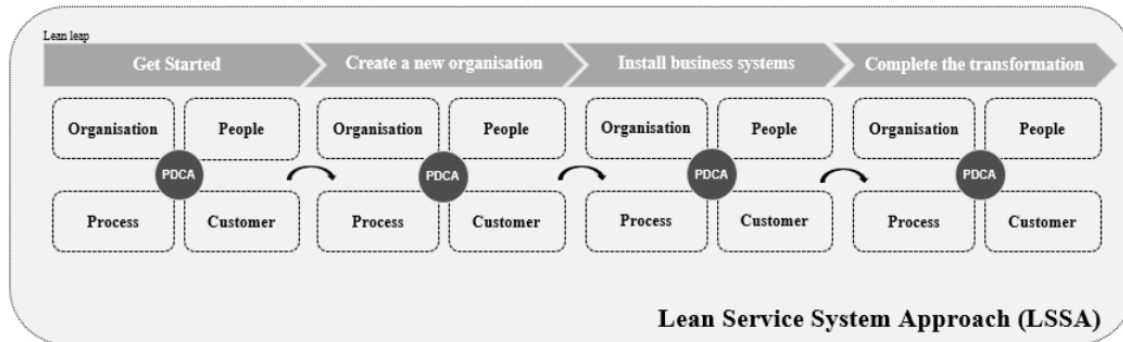 Lean leap
Get Started Create a new organisation Install business systems Complete the transformation
Organisation People Organisation People Organisation People Organisation People
PDCA PDCA PDCA PDCA
Process Customer Process Customer Process Customer Process Customer
Lean Service System Approach (LSSA)